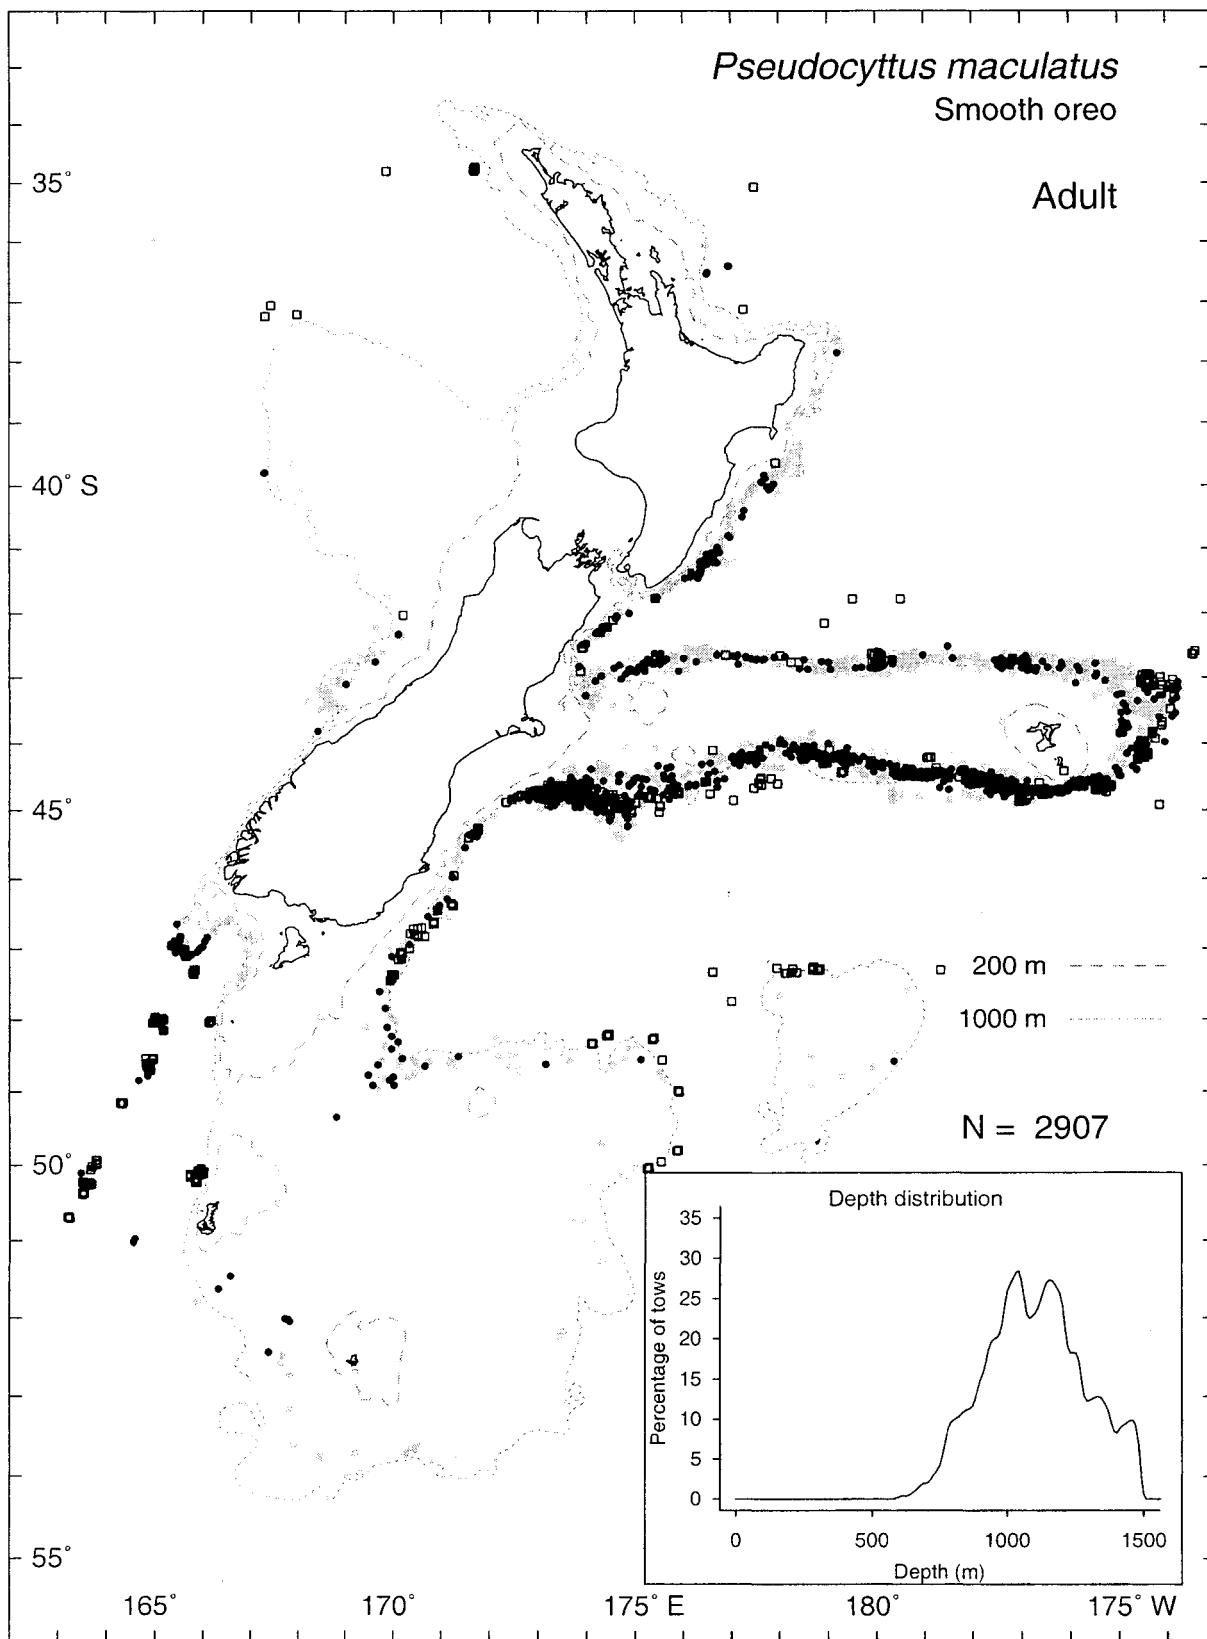 Pseudocyttus maculatus
Smooth oreo
Adult
35°
40° S
45°
200 m
1000 m
N = 2907
50°
Depth distribution
35
30
25
20
15
10
5
0
Percentage of tows
0 500 1000 1500
Depth (m)
55°
165° 170° 175° E 180° 175° W